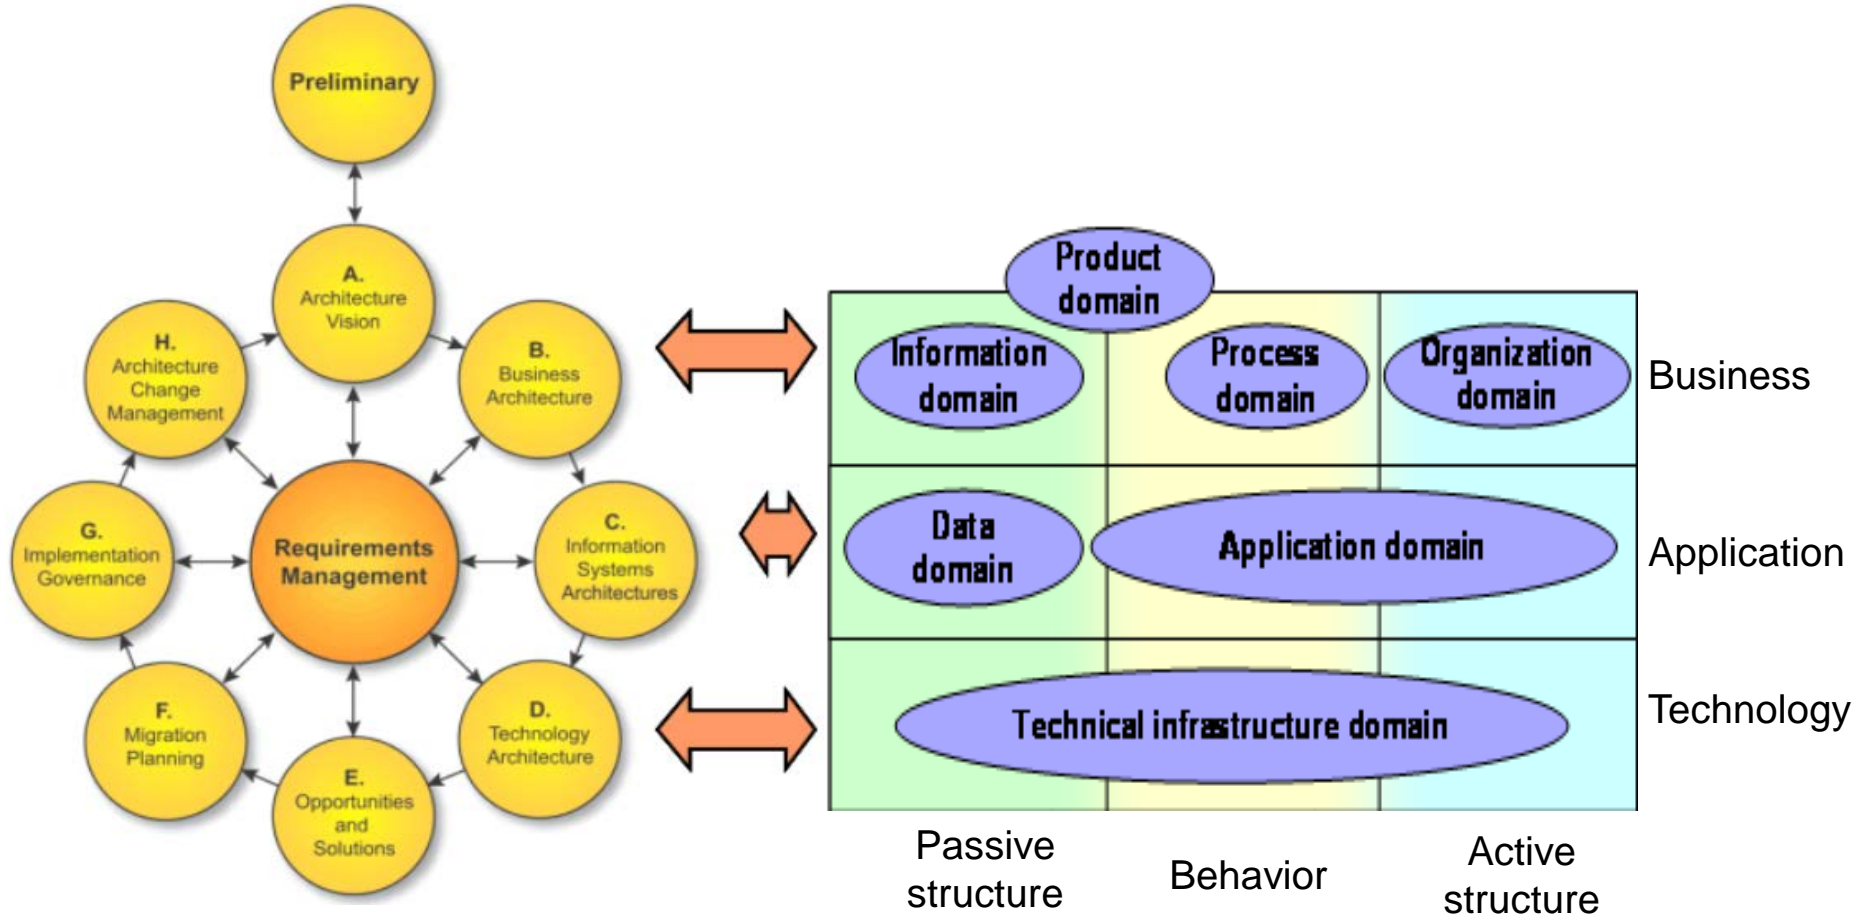 Preliminary
A.
Architecture
Vision
B.
Business
Architecture
C.
Information
Systems
Architectures
D.
Technology
Architecture
E.
Opportunities
and
Solutions
F.
Migration
Planning
G.
Implementation
Governance
H.
Architecture
Change
Management
Requirements
Management
Product
domain
Information
domain
Process
domain
Organization
domain
Business
Data
domain
Application domain
Application
Technical infrastructure domain
Technology
Passive
structure
Behavior
Active
structure